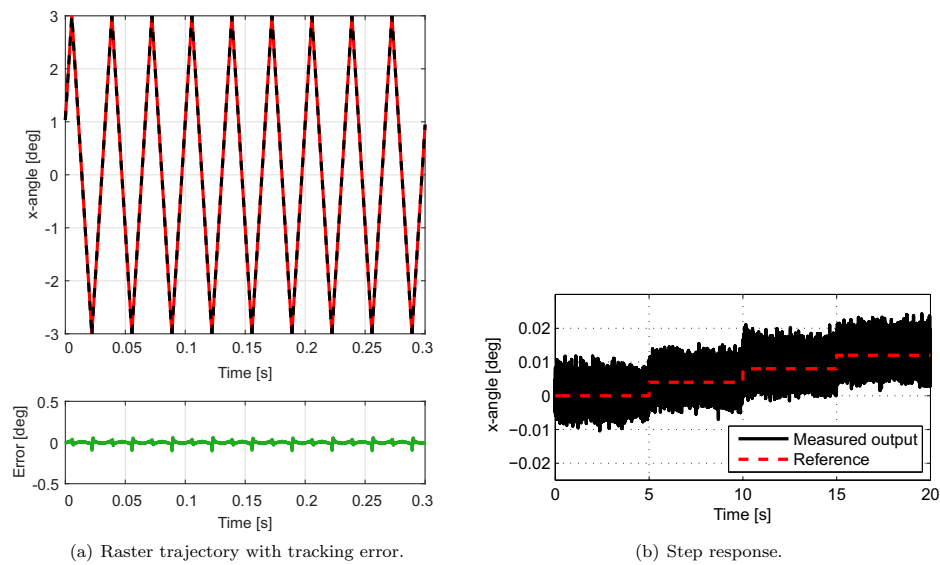 3
2
1
0
-1
-2
-3
x-angle [deg]
0 0.05 0.1 0.15 0.2 0.25 0.3
Time [s]
0.5
0
-0.5
Error [deg]
0 0.05 0.1 0.15 0.2 0.25 0.3
Time [s]
(a) Raster trajectory with tracking error.
0.02
0.01
0
−0.01
−0.02
x-angle [deg]
Measured output
Reference
0 5 10 15 20
Time [s]
(b) Step response.